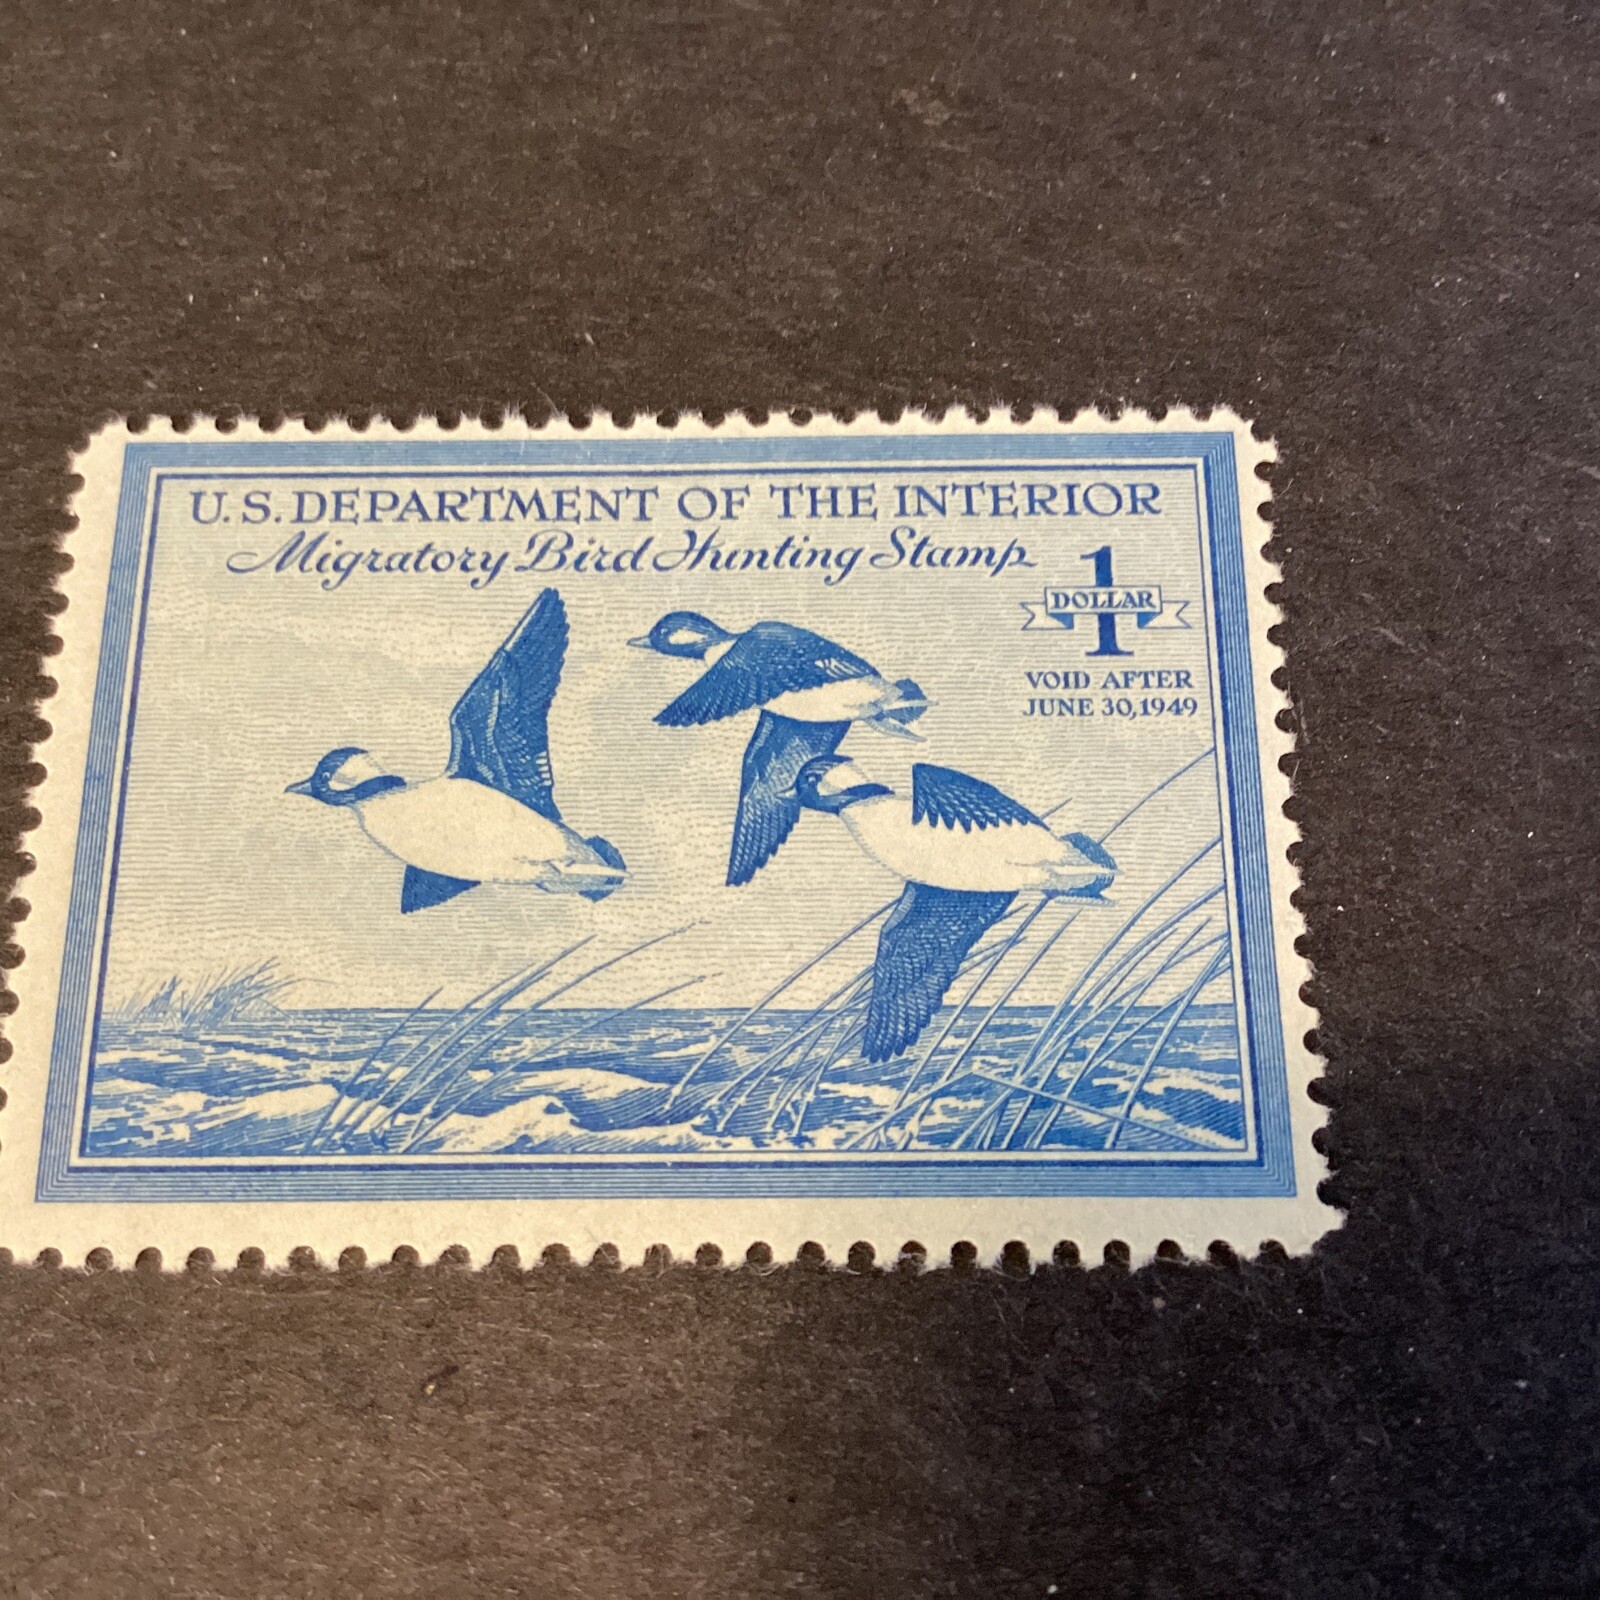 U.S. DEPARTMENT OF THE INTERIOR
Migratory Bird Hunting Stamp
1
DOLLAR
VOID AFTER
JUNE 30, 1949